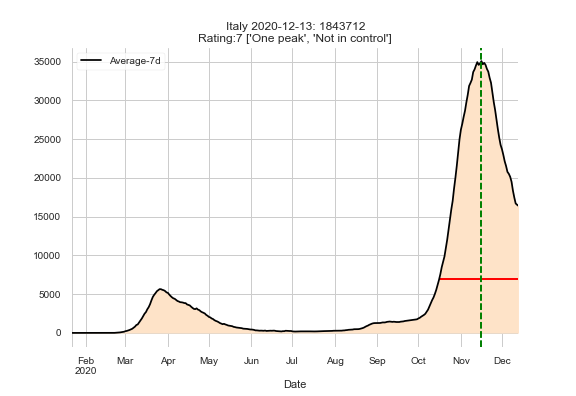 Italy 2020-12-13: 1843712
Rating:7 ['One peak', 'Not in control']
Average-7d
35000
30000
25000
20000
15000
10000
5000
0
Feb Mar Apr May Jun Jul Aug Sep Oct Nov Dec
2020
Date